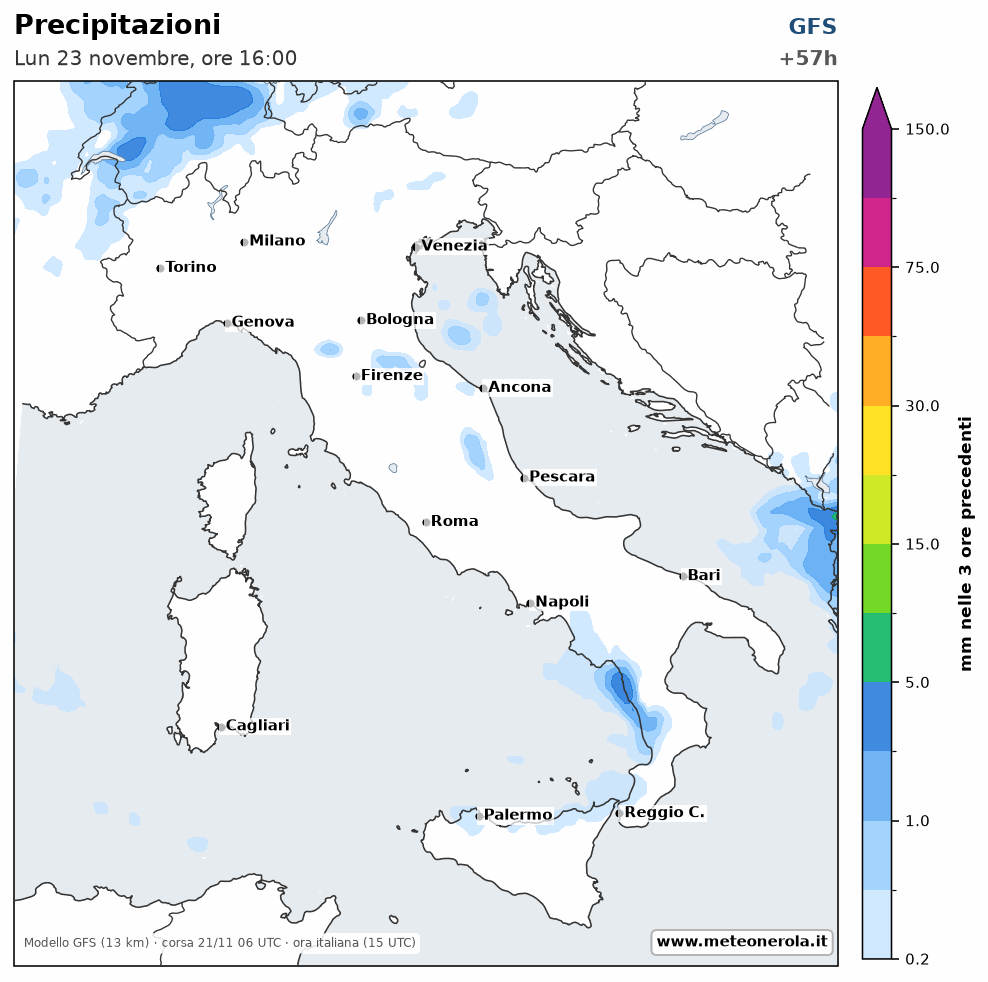 Precipitazioni
GFS
Lun 23 novembre, ore 16:00
+57h
150.0
75.0
30.0
15.0
5.0
1.0
0.2
mm nelle 3 ore precedenti
Milano
Venezia
Torino
Genova
Bologna
Firenze
Ancona
Pescara
Roma
Bari
Napoli
Cagliari
Palermo
Reggio C.
Modello GFS (13 km) · corsa 21/11 06 UTC · ora italiana (15 UTC)
www.meteonerola.it